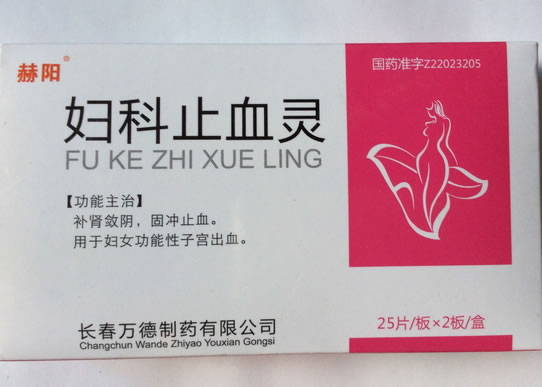 赫阳®
国药准字Z22023205
妇科止血灵
FU KE ZHI XUE LING
【功能主治】
补肾敛阴，固冲止血。
用于妇女功能性子宫出血。
25片/板×2板/盒
长春万德制药有限公司
Changchun Wande Zhiyao Youxian Gongsi